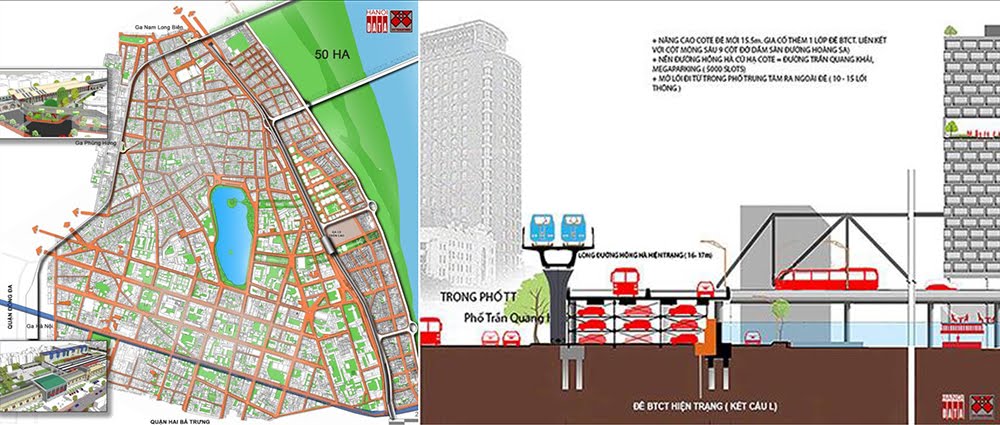 Ga Nam Long Biên
HANOI
DATA
50 HA
Ga Phùng Hưng
QUẬN ĐỐNG ĐA
Ga Hà Nội
QUẬN HAI BÀ TRƯNG
+ NÂNG CAO COTE ĐÊ MỚI 15.5m, GIA CỐ THÊM 1 LỚP ĐÊ BTCT. LIÊN KẾT
VỚI CỘT MÓNG SÂU 9 CỘT ĐỠ DẦM SÀN ĐƯỜNG HOÀNG SA)
+ NỀN ĐƯỜNG HỒNG HÀ CŨ HẠ COTE = ĐƯỜNG TRẦN QUANG KHẢI,
MEGAPARKING ( 5000 SLOTS)
+ MỞ LỐI ĐI TỪ TRONG PHỐ TRUNG TÂM RA NGOÀI ĐÊ ( 10 - 15 LỐI
THÔNG )
LÒNG ĐƯỜNG HỒNG HÀ HIỆN TRẠNG ( 16- 17m)
TRONG PHỐ TT
Phố Trần Quang
ĐÊ BTCT HIỆN TRẠNG ( KẾT CẤU L)
HANOI
DATA